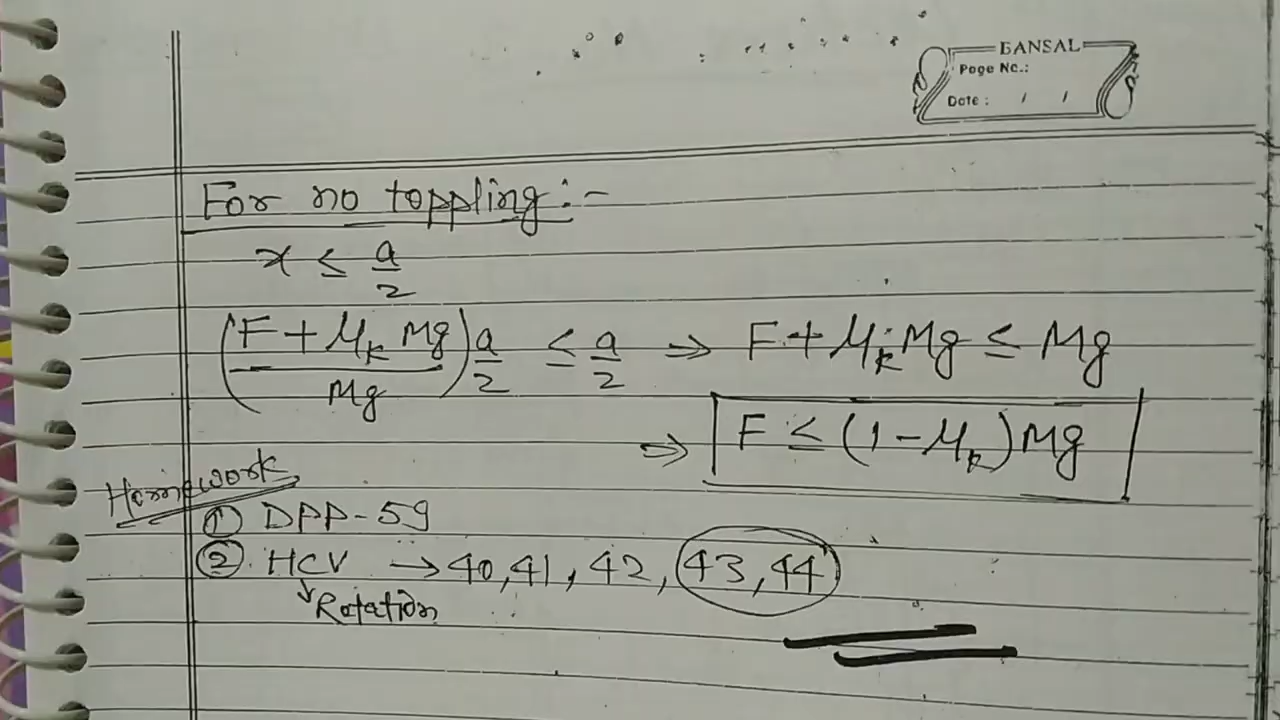 BANSAL
Page No.:
Date : / /
For no toppling:-
x ≤ a/2
((F + μₖ Mg)/Mg) a/2 ≤ a/2 ⇒ F + μₖ Mg ≤ Mg
⇒ F ≤ (1 - μₖ) Mg
Homework
① DPP-59
② HCV → 40, 41, 42, 43, 44
↓ Rotation